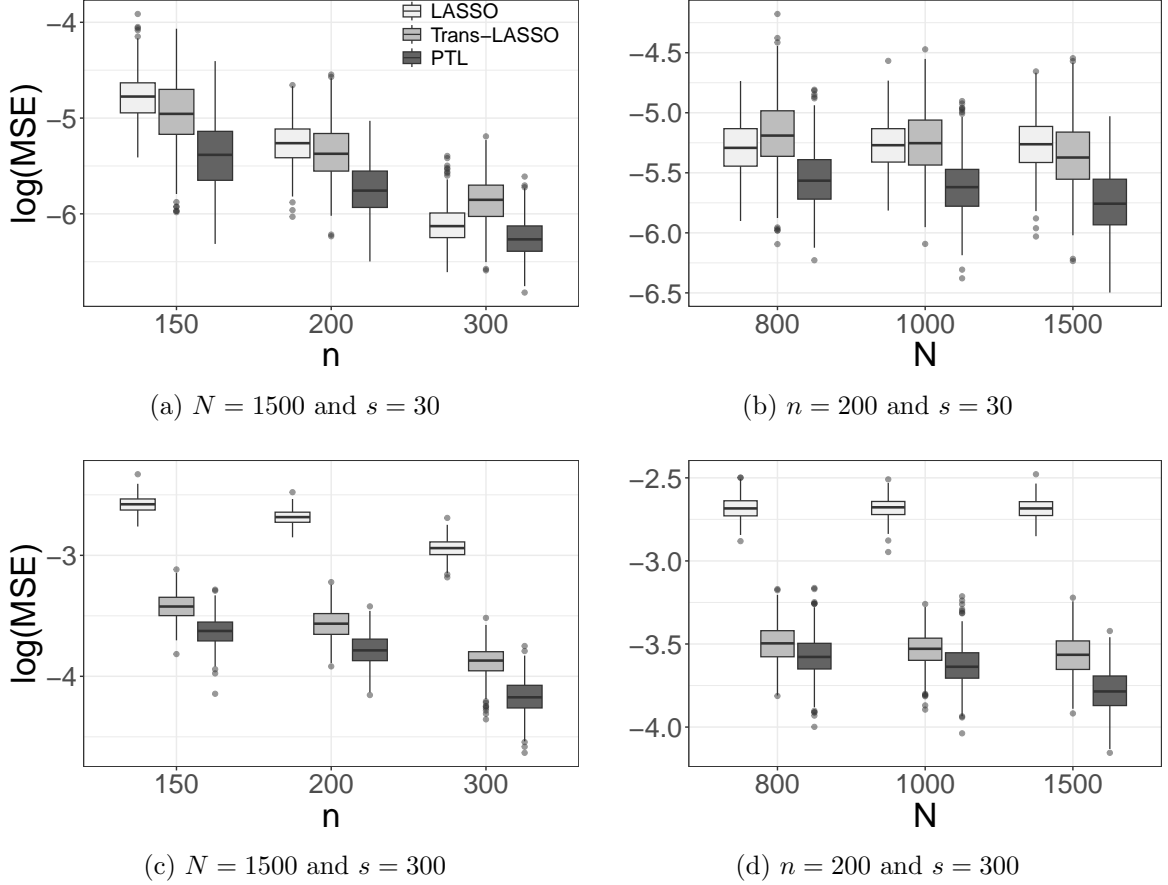 LASSO
Trans−LASSO
PTL
log(MSE)
−4
−5
−6
150
200
300
n
(a) N = 1500 and s = 30
−4.5
−5.0
−5.5
−6.0
−6.5
800
1000
1500
N
(b) n = 200 and s = 30
log(MSE)
−3
−4
150
200
300
n
(c) N = 1500 and s = 300
−2.5
−3.0
−3.5
−4.0
800
1000
1500
N
(d) n = 200 and s = 300